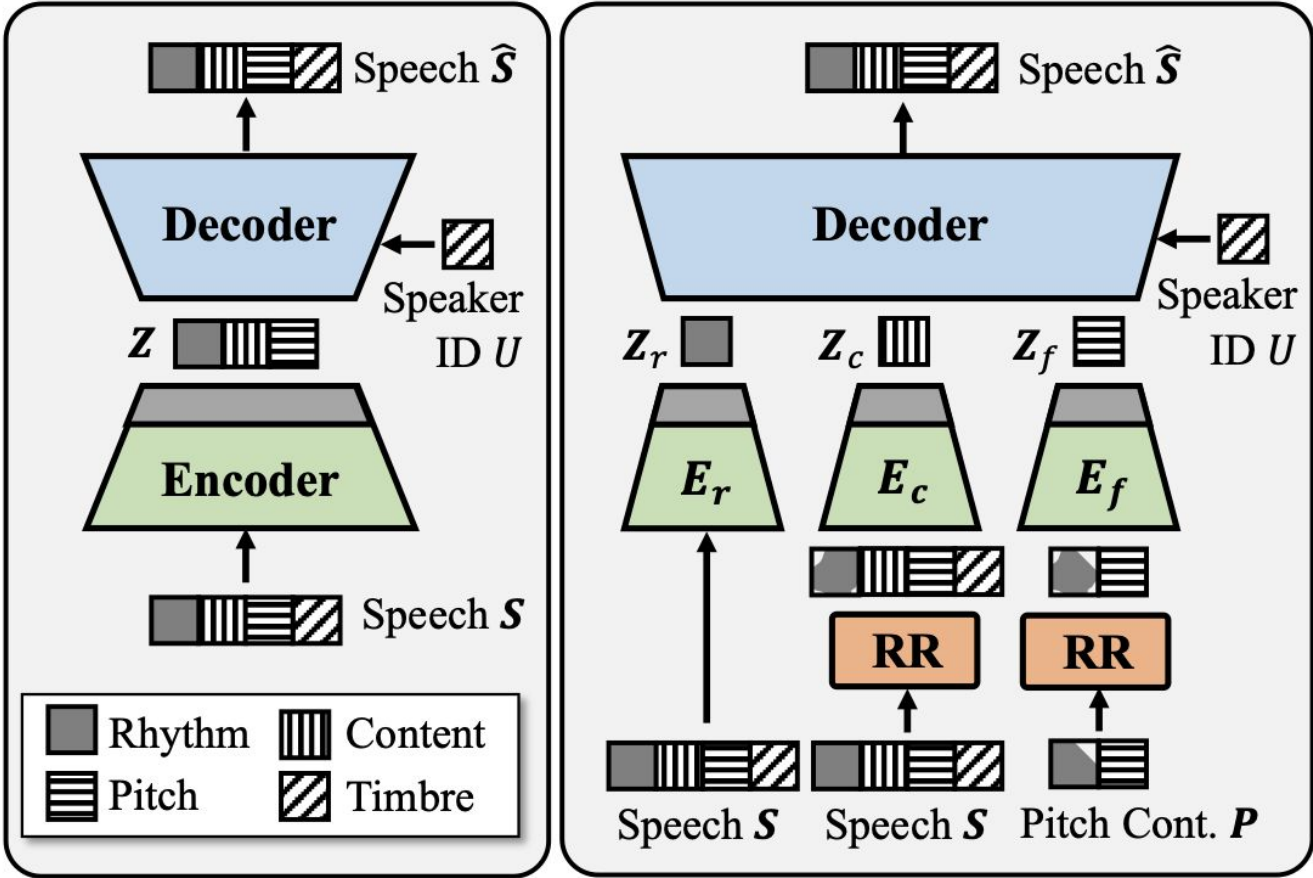 Speech Ŝ
Decoder
Speaker
ID U
Z
Encoder
Speech S
Rhythm
Content
Pitch
Timbre
Speech Ŝ
Decoder
Speaker
ID U
Z_r
Z_c
Z_f
E_r
E_c
E_f
RR
RR
Speech S
Speech S
Pitch Cont. P